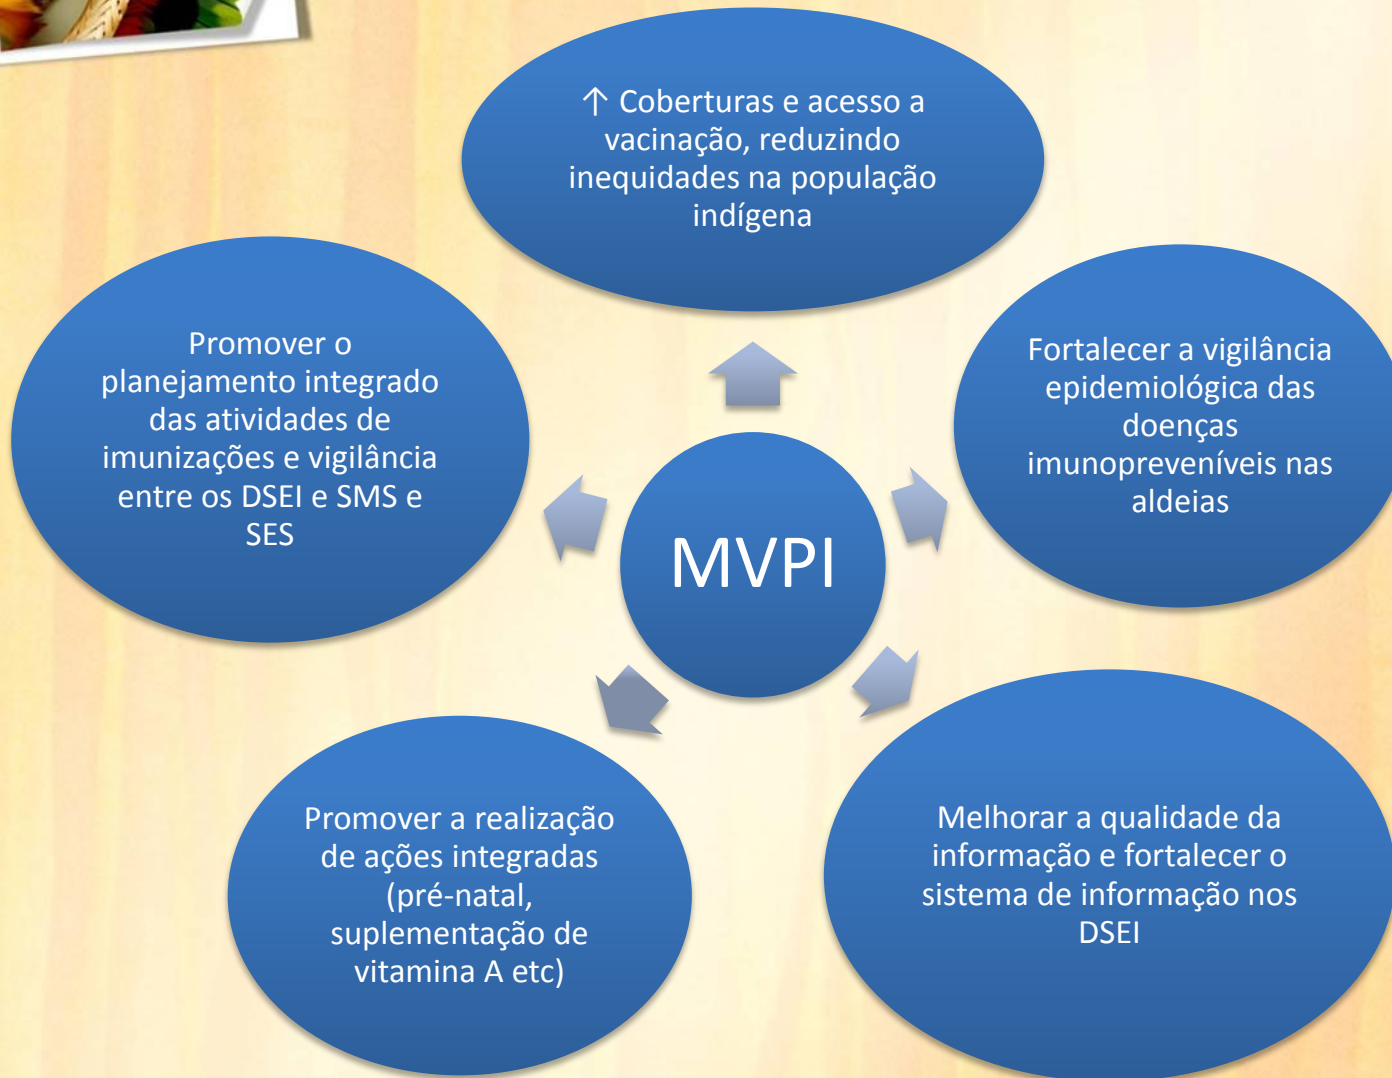 ↑ Coberturas e acesso a
vacinação, reduzindo
inequidades na população
indígena
Fortalecer a vigilância
epidemiológica das
doenças
imunopreveníveis nas
aldeias
Melhorar a qualidade da
informação e fortalecer o
sistema de informação nos
DSEI
Promover a realização
de ações integradas
(pré-natal,
suplementação de
vitamina A etc)
Promover o
planejamento integrado
das atividades de
imunizações e vigilância
entre os DSEI e SMS e
SES
MVPI